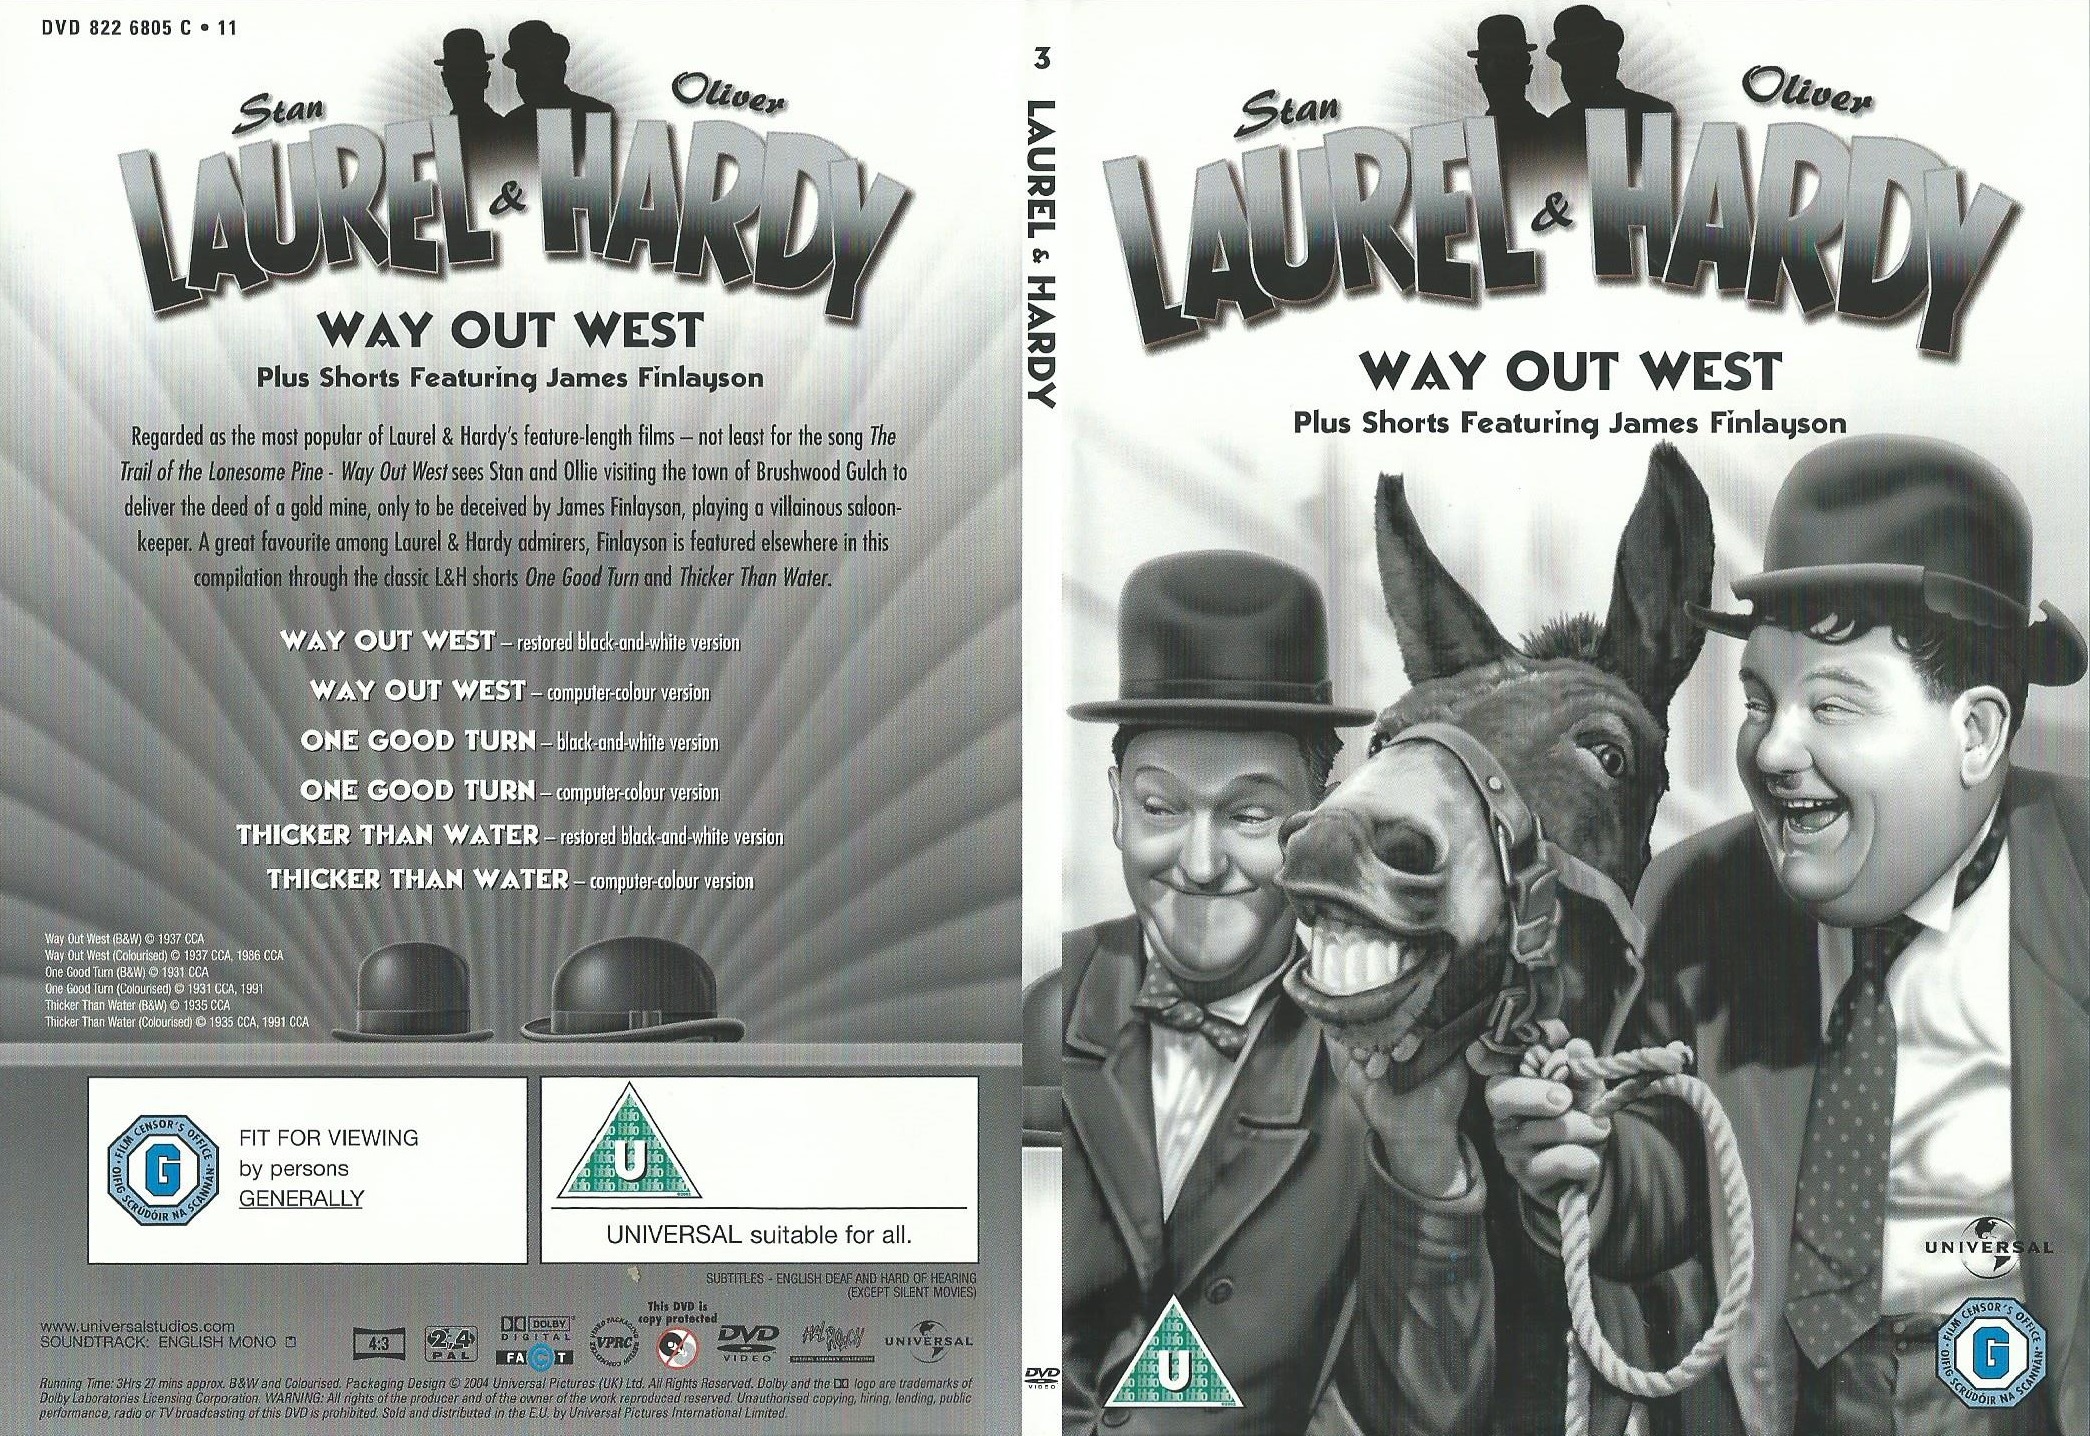 DVD 822 6805 C • 11
Stan
Oliver
LAUREL & HARDY
WAY OUT WEST
Plus Shorts Featuring James Finlayson
Regarded as the most popular of Laurel & Hardy's feature-length films – not least for the song The
Trail of the Lonesome Pine - Way Out West sees Stan and Ollie visiting the town of Brushwood Gulch to
deliver the deed of a gold mine, only to be deceived by James Finlayson, playing a villainous saloon-
keeper. A great favourite among Laurel & Hardy admirers, Finlayson is featured elsewhere in this
compilation through the classic L&H shorts One Good Turn and Thicker Than Water.
WAY OUT WEST – restored black-and-white version
WAY OUT WEST – computer-colour version
ONE GOOD TURN – black-and-white version
ONE GOOD TURN – computer-colour version
THICKER THAN WATER – restored black-and-white version
THICKER THAN WATER – computer-colour version
Way Out West (B&W) © 1937 CCA
Way Out West (Colourised) © 1937 CCA, 1986 CCA
One Good Turn (B&W) © 1931 CCA
One Good Turn (Colourised) © 1931 CCA, 1991
Thicker Than Water (B&W) © 1935 CCA
Thicker Than Water (Colourised) © 1935 CCA, 1991 CCA
FILM CENSOR'S OFFICE
G
OIFIG SCRÚDÓIR NA SCANNÁN
FIT FOR VIEWING
by persons
GENERALLY
U
UNIVERSAL suitable for all.
SUBTITLES - ENGLISH DEAF AND HARD OF HEARING
(EXCEPT SILENT MOVIES)
www.universalstudios.com
SOUNDTRACK: ENGLISH MONO
4:3
2,4
PAL
DOLBY
DIGITAL
FACT
VPRC
This DVD is
copy protected
DVD
VIDEO
HAL ROACH
UNIVERSAL
Running Time: 3Hrs 27 mins approx. B&W and Colourised. Packaging Design © 2004 Universal Pictures (UK) Ltd. All Rights Reserved. Dolby and the DD logo are trademarks of
Dolby Laboratories Licensing Corporation. WARNING: All rights of the producer and of the owner of the work reproduced reserved. Unauthorised copying, hiring, lending, public
performance, radio or TV broadcasting of this DVD is prohibited. Sold and distributed in the E.U. by Universal Pictures International Limited.
3
LAUREL & HARDY
DVD
VIDEO
Stan
Oliver
LAUREL & HARDY
WAY OUT WEST
Plus Shorts Featuring James Finlayson
UNIVERSAL
U
FILM CENSOR'S OFFICE
G
OIFIG SCRÚDÓIR NA SCANNÁN